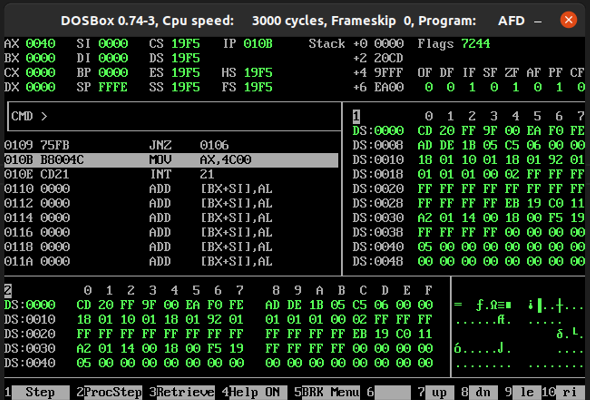 DOSBox 0.74-3, Cpu speed: 3000 cycles, Frameskip 0, Program: AFD
AX 0040 SI 0000 CS 19F5 IP 010B Stack +0 0000 Flags 7244
BX 0000 DI 0000 DS 19F5 +2 20CD
CX 0000 BP 0000 ES 19F5 HS 19F5 +4 9FFF OF DF IF SF ZF AF PF CF
DX 0000 SP FFFE SS 19F5 FS 19F5 +6 EA00 0 0 1 0 1 0 1 0
CMD >
0109 75FB JNZ 0106
010B B8004C MOV AX,4C00
010E CD21 INT 21
0110 0000 ADD [BX+SI],AL
0112 0000 ADD [BX+SI],AL
0114 0000 ADD [BX+SI],AL
0116 0000 ADD [BX+SI],AL
0118 0000 ADD [BX+SI],AL
011A 0000 ADD [BX+SI],AL
1 0 1 2 3 4 5 6 7
DS:0000 CD 20 FF 9F 00 EA F0 FE
DS:0008 AD DE 1B 05 C5 06 00 00
DS:0010 18 01 10 01 18 01 92 01
DS:0018 01 01 01 00 02 FF FF FF
DS:0020 FF FF FF FF FF FF FF FF
DS:0028 FF FF FF FF EB 19 C0 11
DS:0030 A2 01 14 00 18 00 F5 19
DS:0038 FF FF FF FF 00 00 00 00
DS:0040 05 00 00 00 00 00 00 00
DS:0048 00 00 00 00 00 00 00 00
2 0 1 2 3 4 5 6 7 8 9 A B C D E F
DS:0000 CD 20 FF 9F 00 EA F0 FE AD DE 1B 05 C5 06 00 00
DS:0010 18 01 10 01 18 01 92 01 01 01 01 00 02 FF FF FF
DS:0020 FF FF FF FF FF FF FF FF FF FF FF FF EB 19 C0 11
DS:0030 A2 01 14 00 18 00 F5 19 FF FF FF FF 00 00 00 00
DS:0040 05 00 00 00 00 00 00 00 00 00 00 00 00 00 00 00
1 Step 2ProcStep 3Retrieve 4Help ON 5BRK Menu 6 7 up 8 dn 9 le 10 ri